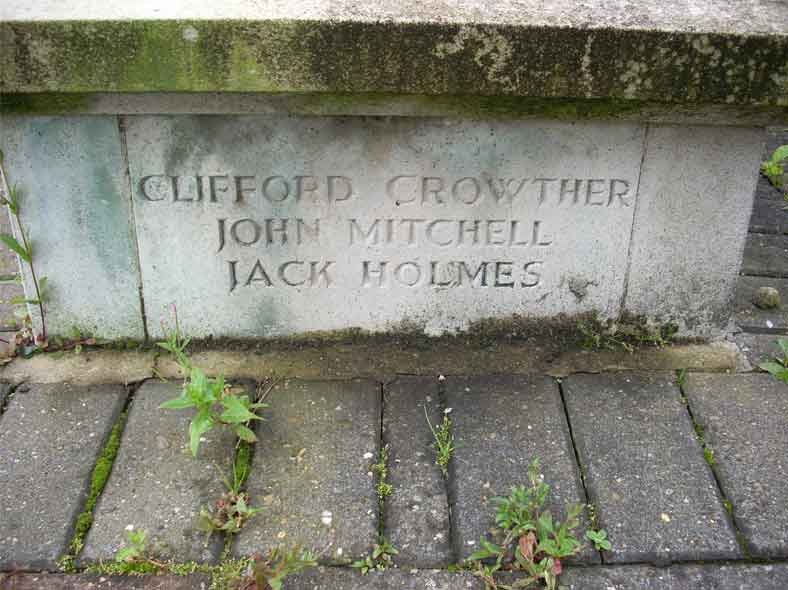 CLIFFORD CROWTHER
JOHN MITCHELL
JACK HOLMES